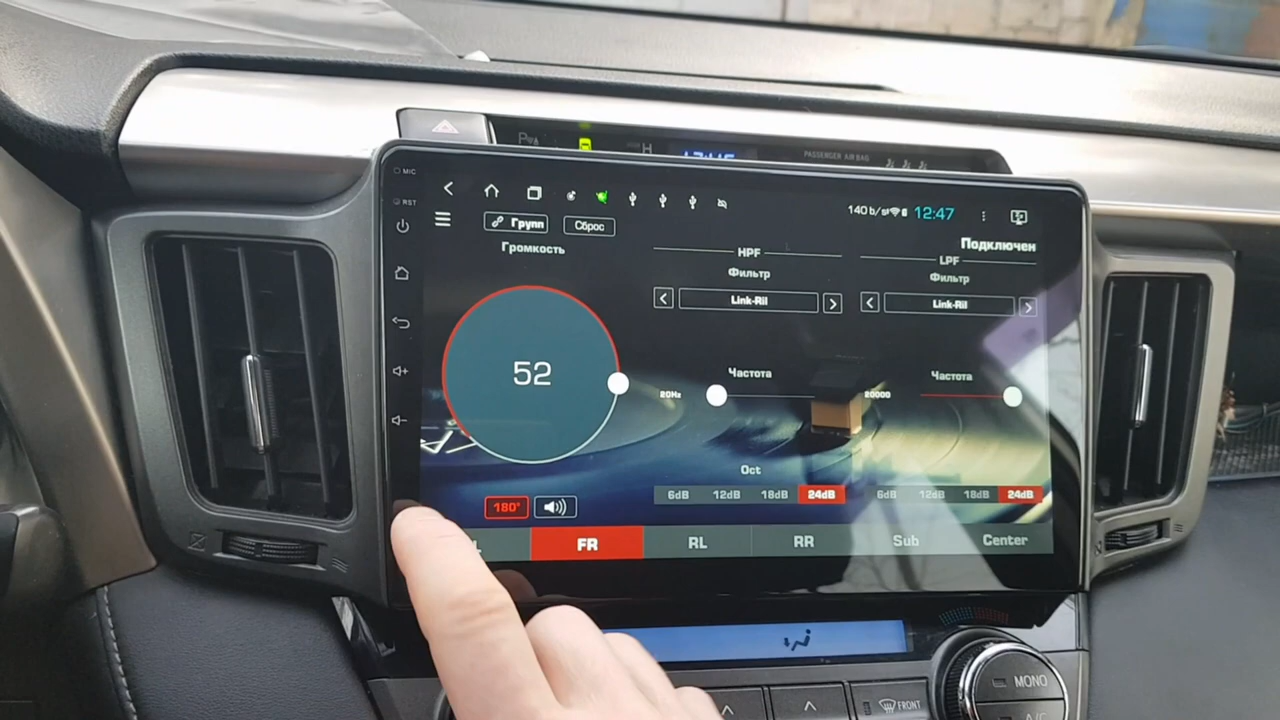 PASSENGER AIR BAG
MIC
RST
140 b/s
12:47
Групп
Сброс
Подключен
Громкость
HPF
LPF
Фильтр
Фильтр
Link-Ril
Link-Ril
52
Частота
Частота
20Hz
20000
Oct
6dB 12dB 18dB 24dB
6dB 12dB 18dB 24dB
180°
FR RL RR Sub Center
MONO
FRONT
A/C